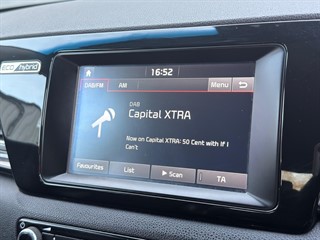 eco hybrid
16:52
DAB/FM AM Menu
DAB
Capital XTRA
Now on Capital XTRA: 50 Cent with If I
Can't
Favourites List ▶ Scan TA